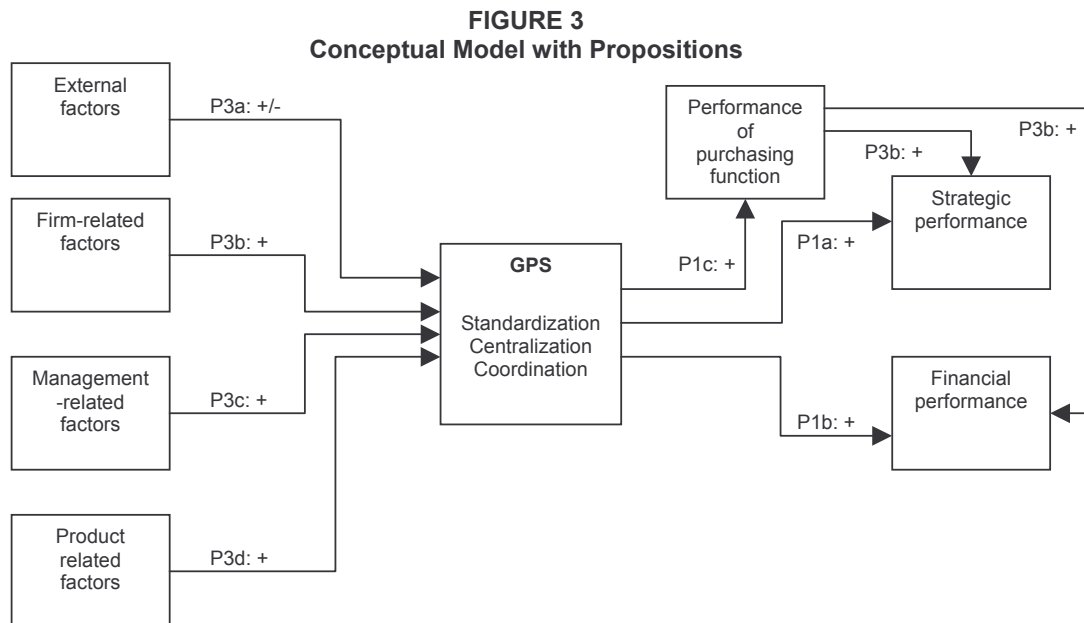 FIGURE 3
Conceptual Model with Propositions
External
factors
P3a: +/-
Firm-related
factors
P3b: +
Management
-related
factors
P3c: +
Product
related
factors
P3d: +
GPS
Standardization
Centralization
Coordination
P1c: +
P1a: +
P1b: +
Performance
of
purchasing
function
P3b: +
P3b: +
Strategic
performance
Financial
performance